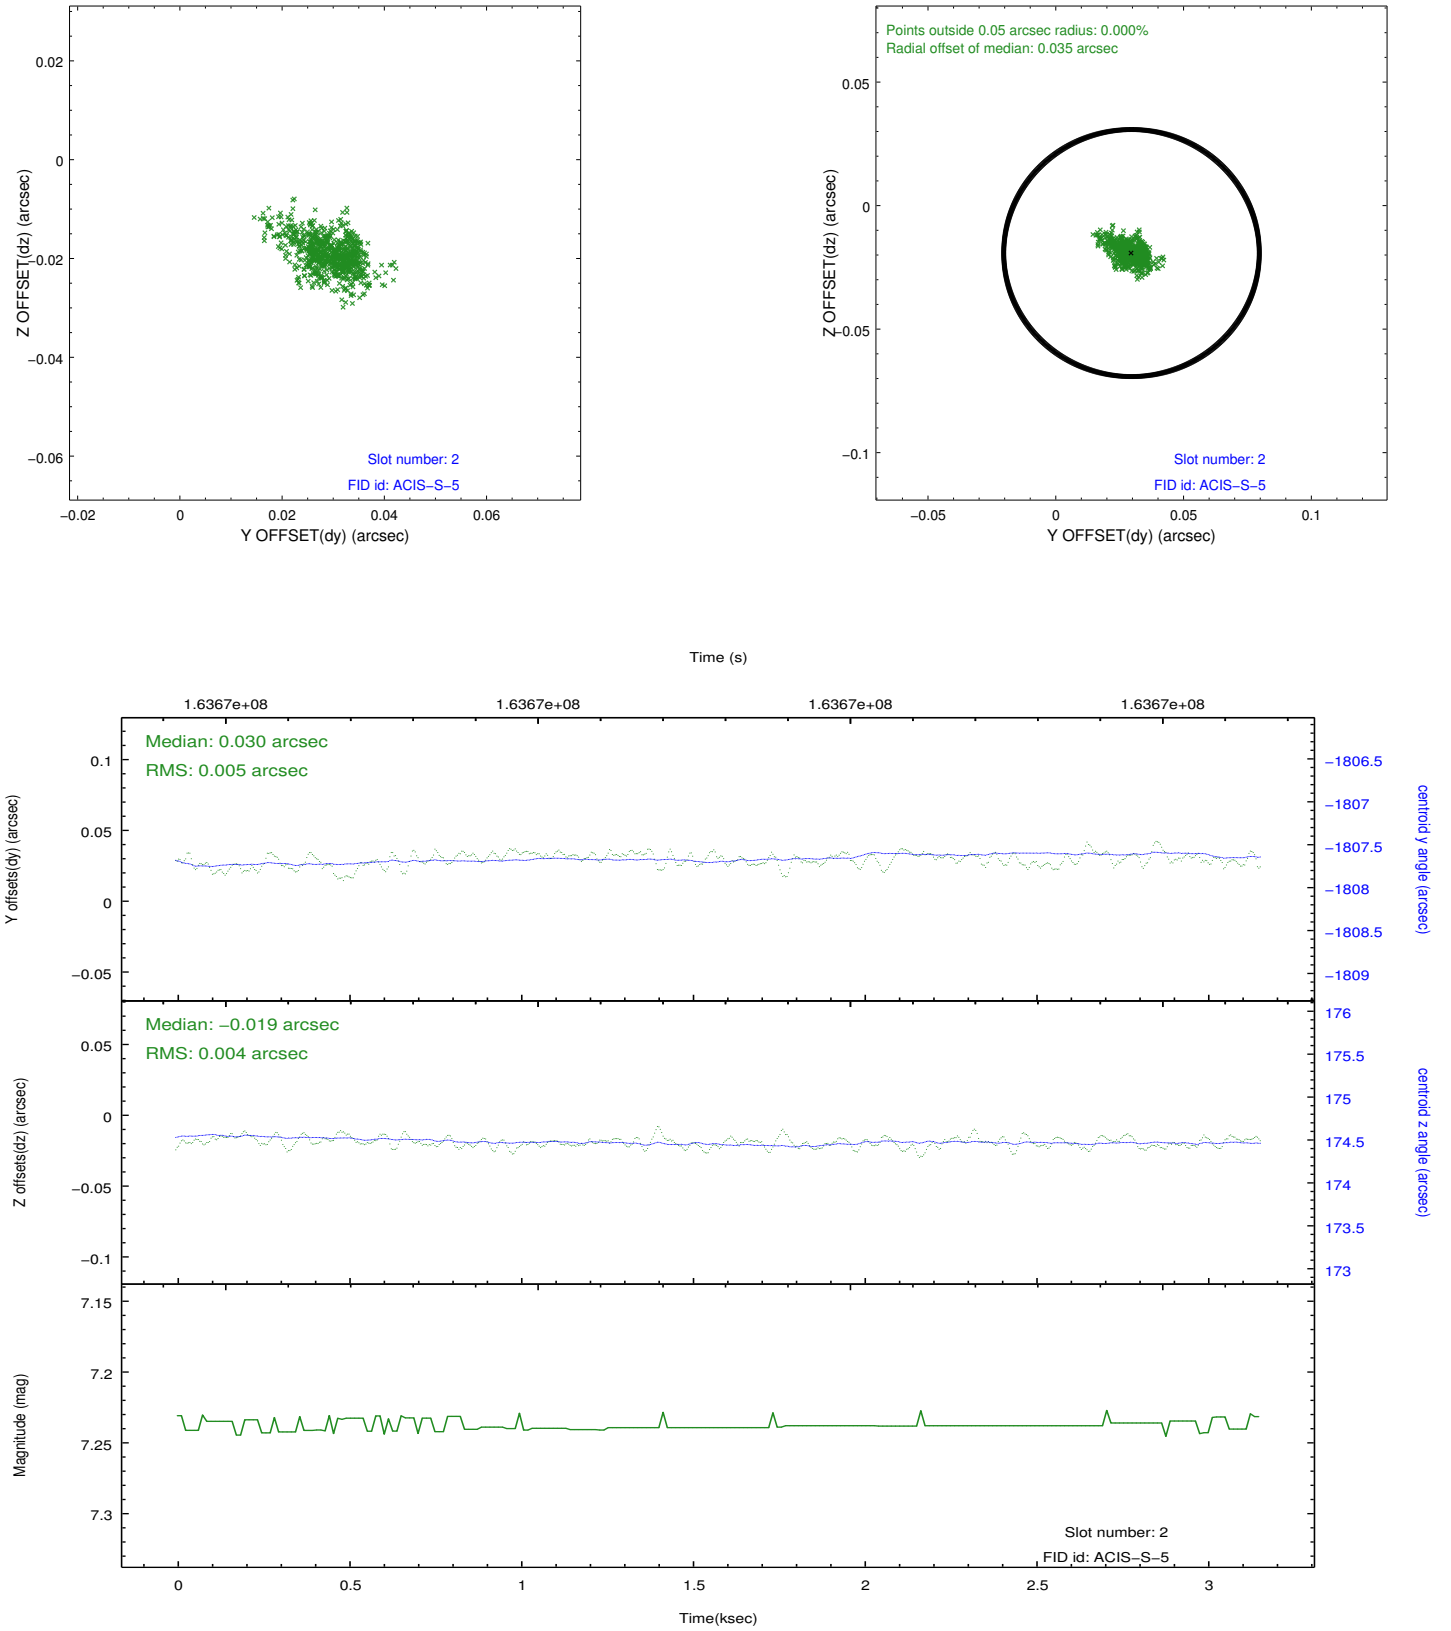 0.02
0
−0.02
−0.04
−0.06
Z OFFSET(dz) (arcsec)
Slot number: 2
FID id: ACIS−S−5
−0.02
0
0.02
0.04
0.06
Y OFFSET(dy) (arcsec)
Points outside 0.05 arcsec radius: 0.000%
Radial offset of median: 0.035 arcsec
0.05
0
−0.05
−0.1
Z OFFSET(dz) (arcsec)
Slot number: 2
FID id: ACIS−S−5
−0.05
0
0.05
0.1
Y OFFSET(dy) (arcsec)
Time (s)
1.6367e+08
1.6367e+08
1.6367e+08
1.6367e+08
Median: 0.030 arcsec
RMS: 0.005 arcsec
0.1
0.05
0
−0.05
Y offsets(dy) (arcsec)
−1806.5
−1807
−1807.5
−1808
−1808.5
−1809
centroid y angle (arcsec)
Median: −0.019 arcsec
RMS: 0.004 arcsec
0.05
0
−0.05
−0.1
Z offsets(dz) (arcsec)
176
175.5
175
174.5
174
173.5
173
centroid z angle (arcsec)
7.15
7.2
7.25
7.3
Magnitude (mag)
Slot number: 2
FID id: ACIS−S−5
0
0.5
1
1.5
2
2.5
3
Time(ksec)